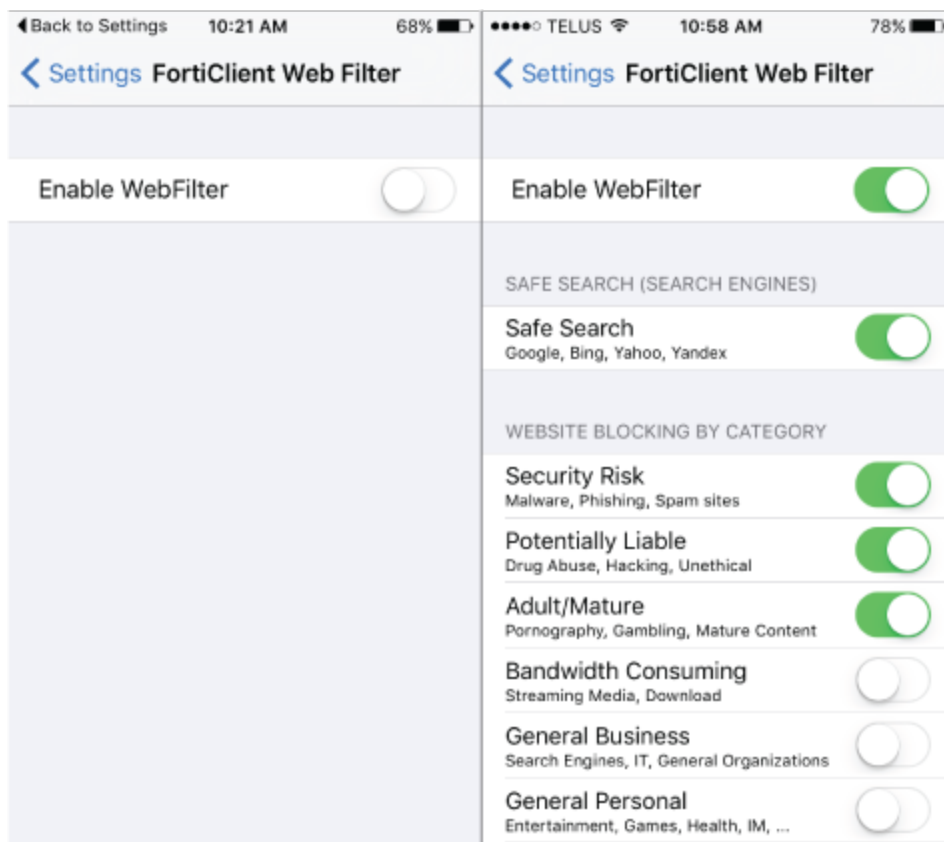 Back to Settings 10:21 AM 68%
Settings FortiClient Web Filter
Enable WebFilter
TELUS 10:58 AM 78%
Settings FortiClient Web Filter
Enable WebFilter
SAFE SEARCH (SEARCH ENGINES)
Safe Search
Google, Bing, Yahoo, Yandex
WEBSITE BLOCKING BY CATEGORY
Security Risk
Malware, Phishing, Spam sites
Potentially Liable
Drug Abuse, Hacking, Unethical
Adult/Mature
Pornography, Gambling, Mature Content
Bandwidth Consuming
Streaming Media, Download
General Business
Search Engines, IT, General Organizations
General Personal
Entertainment, Games, Health, IM, ...